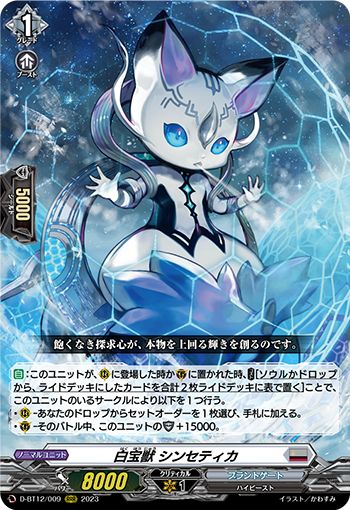 1
グレード
ブースト
5000
シールド
飽くなき探求心が、本物を上回る輝きを創るのです。
自:このユニットが、Ⓡに登場した時かⒼに置かれた時、[ソウルかドロップ
から、ライドデッキにしたカードを合計2枚ライドデッキに表で置く]ことで、
このユニットのいるサークルにより以下を1つ行う。
・Ⓡ-あなたのドロップからセットオーダーを1枚選び、手札に加える。
・Ⓖ-そのバトル中、このユニットの+15000。
ノーマルユニット
白宝獣 シンセティカ
D-BT12/009 RRR 2023
パワー
8000
クリティカル
1
ブラントゲート
ハイビースト
イラスト/かわすみ